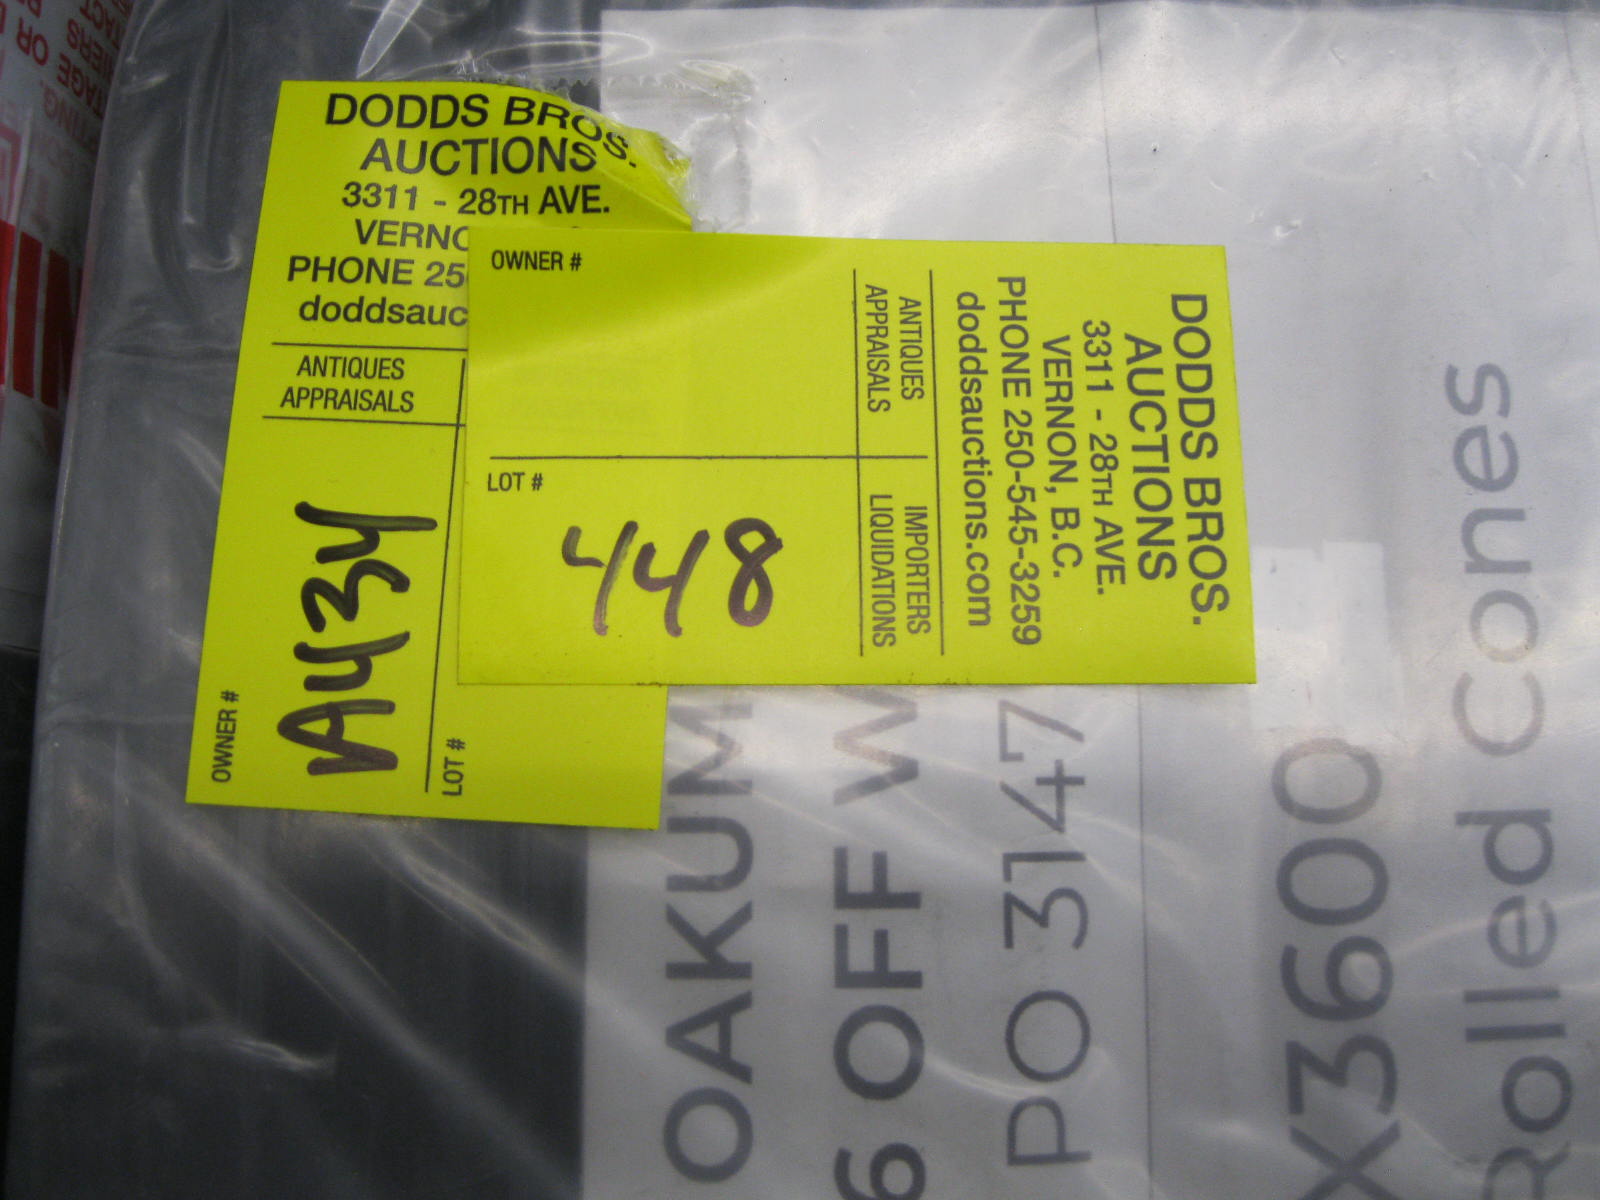 DODDS BROS.
AUCTIONS
3311 - 28TH AVE.
VERNO
PHONE 250
doddsauc
ANTIQUES
APPRAISALS
OWNER #
A434
LOT #
DODDS BROS.
AUCTIONS
3311 - 28TH AVE.
VERNON, B.C.
PHONE 250-545-3259
doddsauctions.com
ANTIQUES
APPRAISALS
IMPORTERS
LIQUIDATIONS
OWNER #
LOT #
448
OAKUM
6 OFF W
PO 3147
X3600
Rolled cones